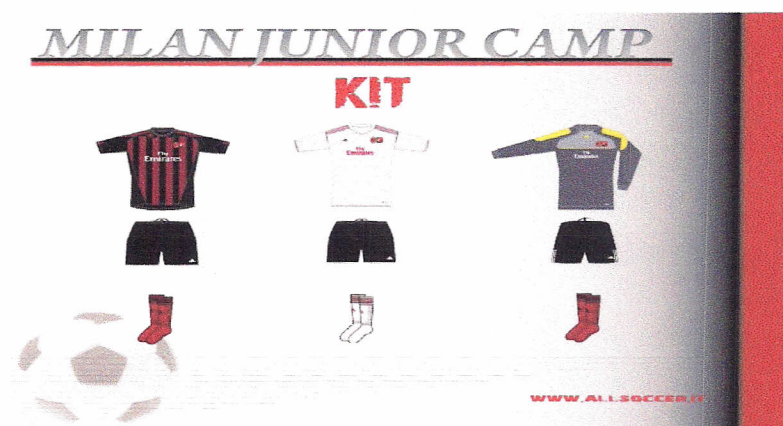 MILAN JUNIOR CAMP
KIT
Fly
Emirates
Fly
Emirates
Fly
Emirates
WWW.ALLSOCCER.IT